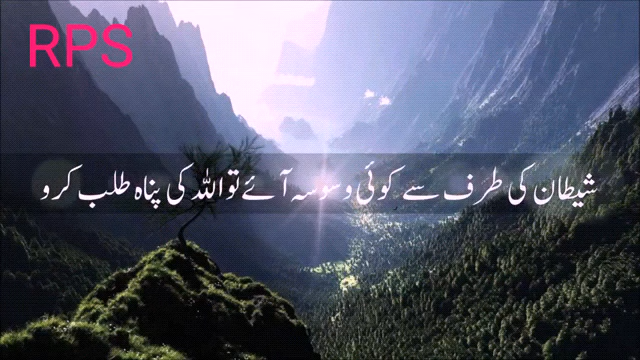 RPS
شیطان کی طرف سے کوئی وسوسہ آئے تو اللہ کی پناہ طلب کرو